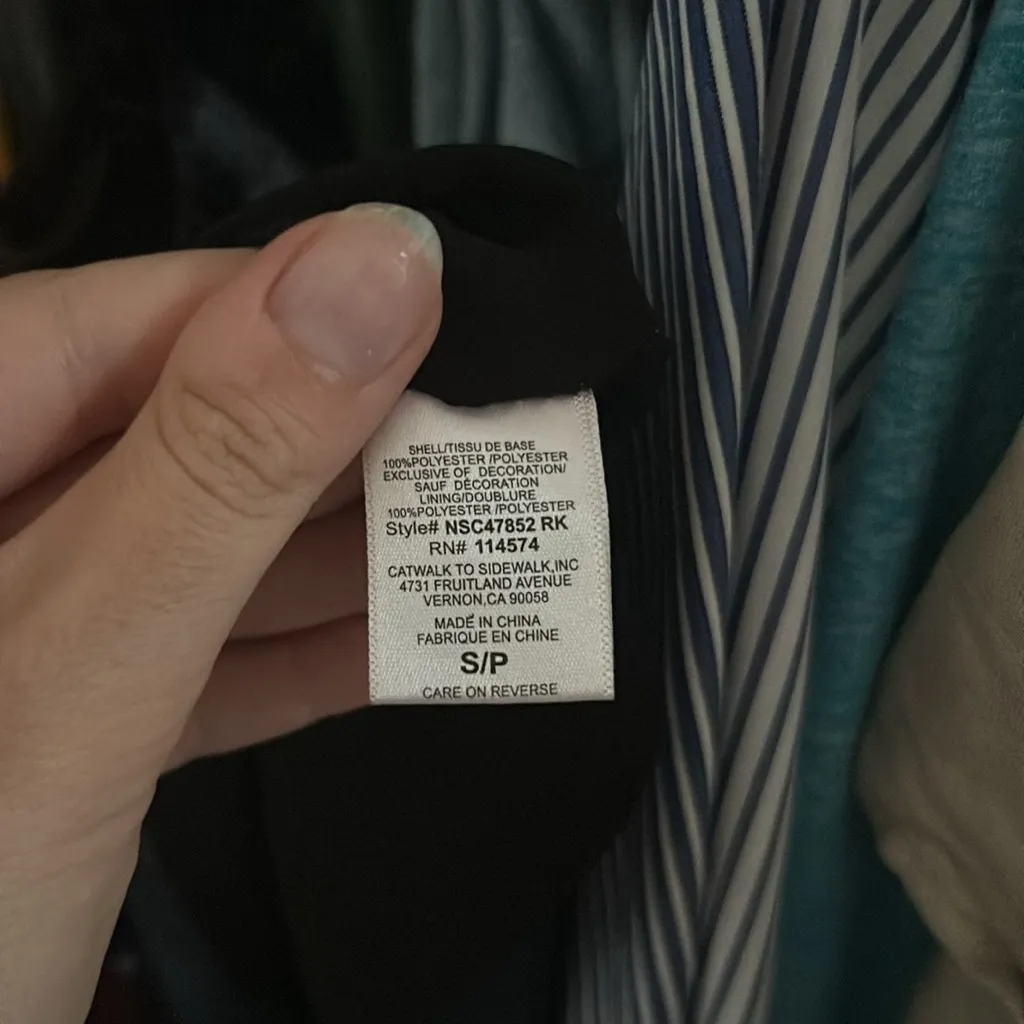 SHELL/TISSU DE BASE
100%POLYESTER /POLYESTER
EXCLUSIVE OF DECORATION/
SAUF DÉCORATION
LINING/DOUBLURE
100%POLYESTER /POLYESTER
Style# NSC47852 RK
RN# 114574
CATWALK TO SIDEWALK,INC
4731 FRUITLAND AVENUE
VERNON,CA 90058
MADE IN CHINA
FABRIQUE EN CHINE
S/P
CARE ON REVERSE